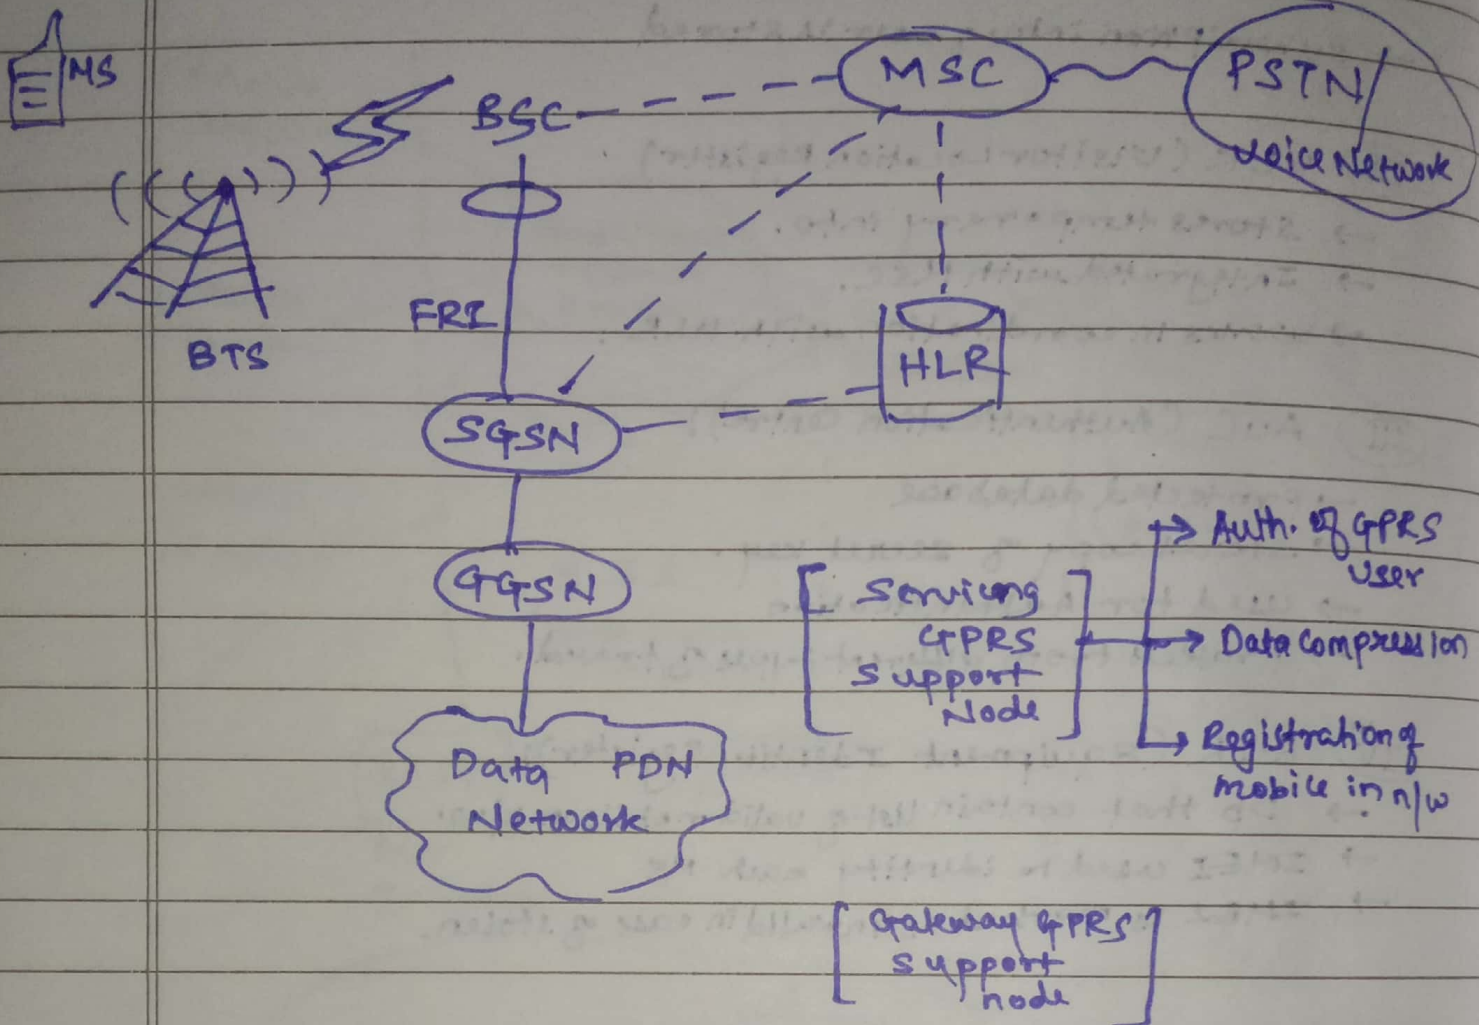 MS
BSC
MSC
PSTN/
Voice Network
BTS
FRI
HLR
SGSN
GGSN
Data PDN
Network
[Servicng
GPRS
Support
Node]
Auth. of GPRS
User
Data Compression
Registration of
mobile in n/w
[Gateway GPRS
Support
node]